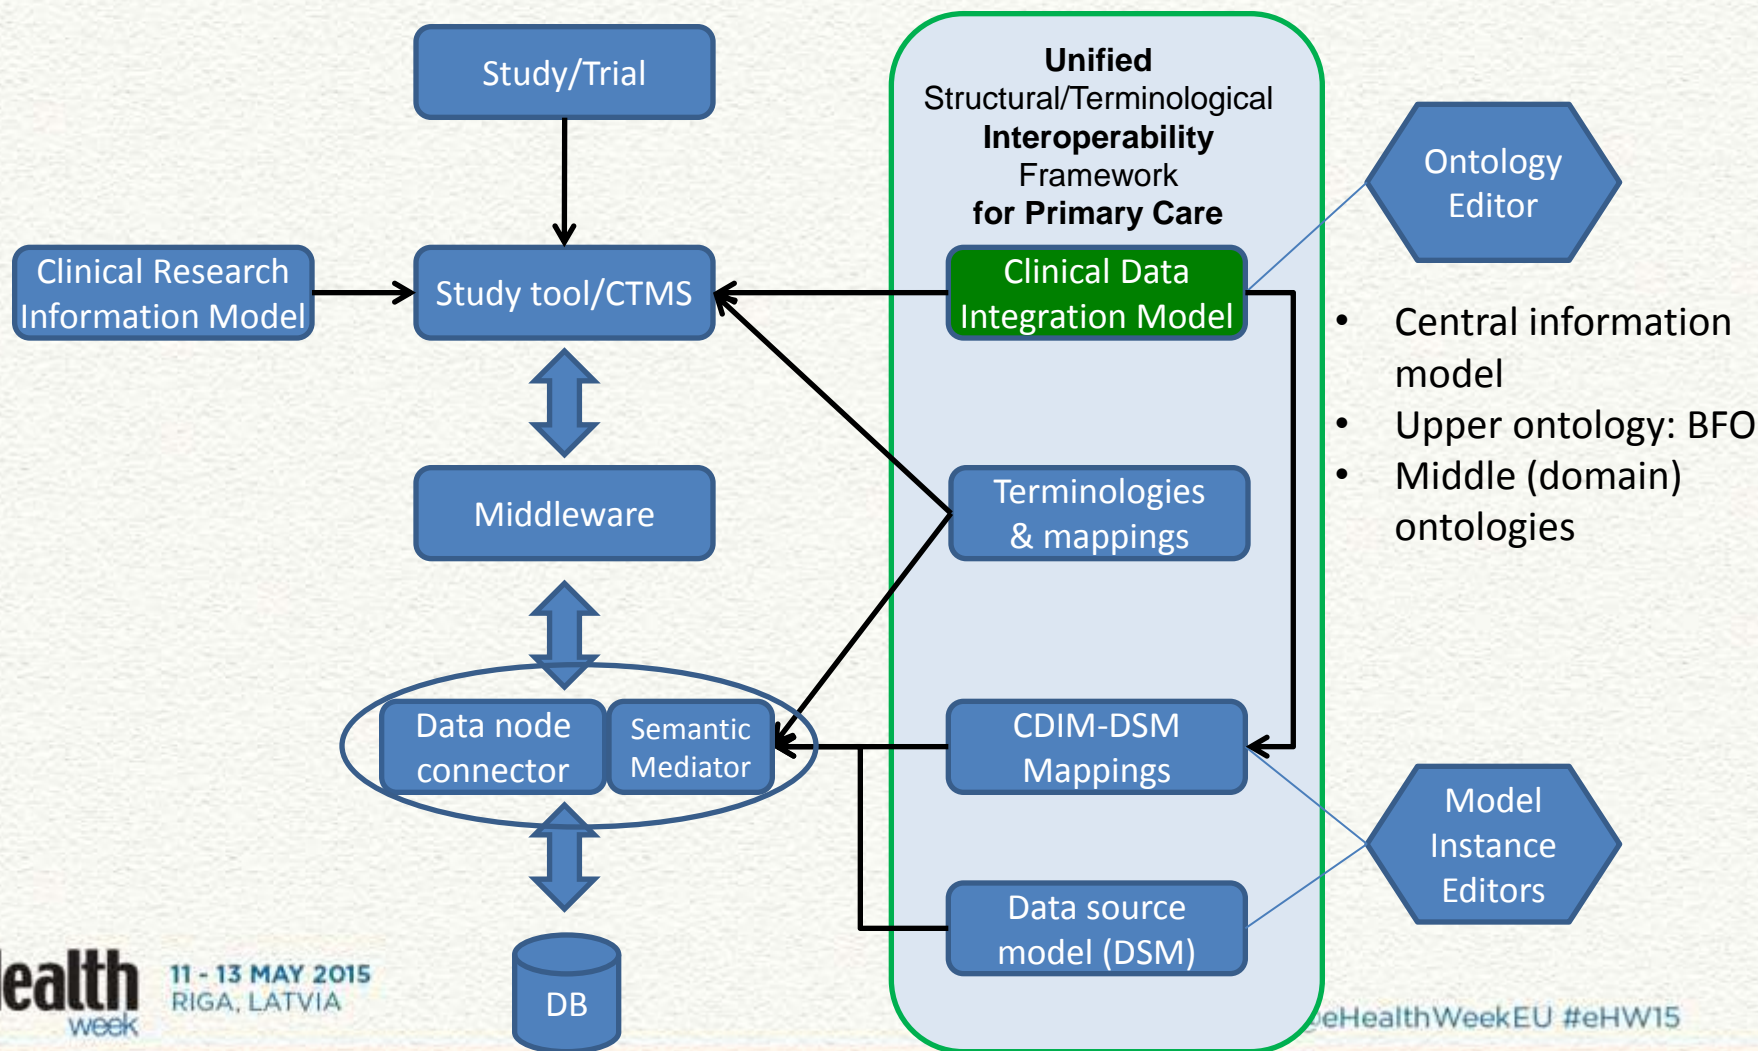 Study/Trial
Unified
Structural/Terminological
Interoperability
Framework
for Primary Care
Ontology
Editor
Clinical Research
Information Model
Study tool/CTMS
Clinical Data
Integration Model
• Central information
model
• Upper ontology: BFO
• Middle (domain)
ontologies
Middleware
Terminologies
& mappings
Data node
connector
Semantic
Mediator
CDIM-DSM
Mappings
Model
Instance
Editors
Data source
model (DSM)
DB
Health
week
11 - 13 MAY 2015
RIGA, LATVIA
@eHealthWeekEU #eHW15